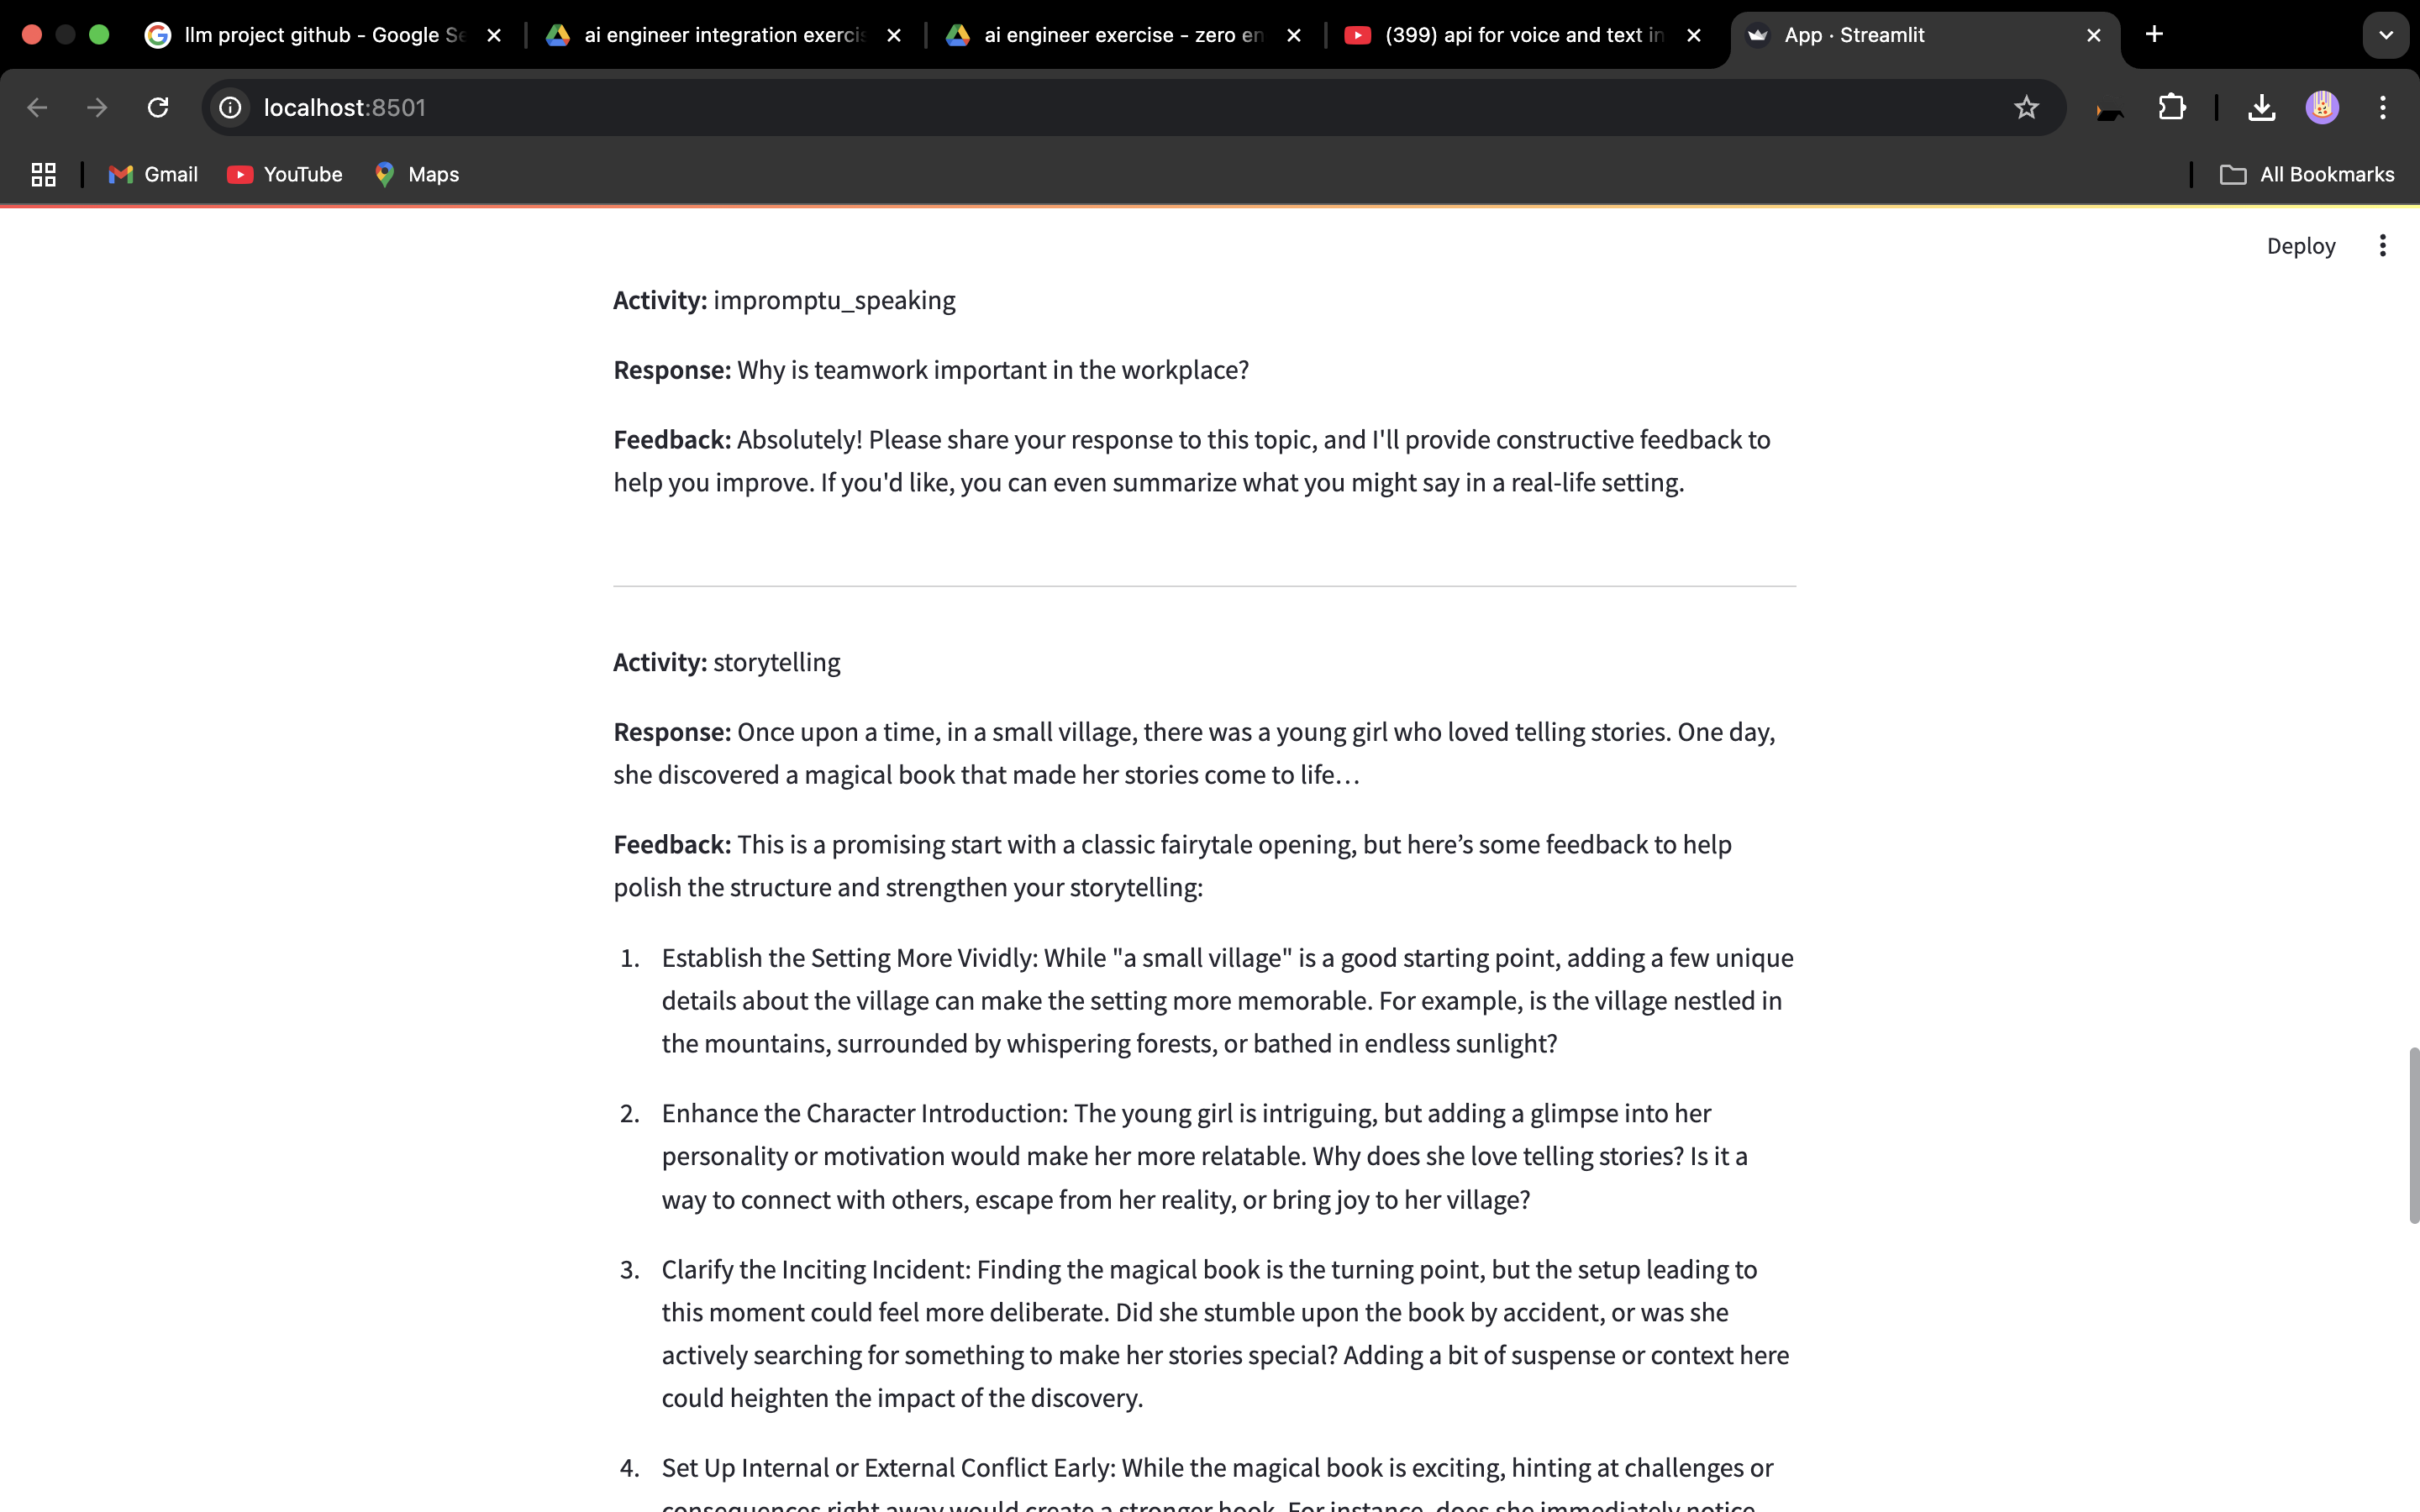 llm project github - Google Se
ai engineer integration exercis
ai engineer exercise - zero en
(399) api for voice and text in
App · Streamlit
localhost:8501
Gmail
YouTube
Maps
All Bookmarks
Deploy
Activity: impromptu_speaking
Response: Why is teamwork important in the workplace?
Feedback: Absolutely! Please share your response to this topic, and I'll provide constructive feedback to
help you improve. If you'd like, you can even summarize what you might say in a real-life setting.
Activity: storytelling
Response: Once upon a time, in a small village, there was a young girl who loved telling stories. One day,
she discovered a magical book that made her stories come to life…
Feedback: This is a promising start with a classic fairytale opening, but here’s some feedback to help
polish the structure and strengthen your storytelling:
1. Establish the Setting More Vividly: While "a small village" is a good starting point, adding a few unique
details about the village can make the setting more memorable. For example, is the village nestled in
the mountains, surrounded by whispering forests, or bathed in endless sunlight?
2. Enhance the Character Introduction: The young girl is intriguing, but adding a glimpse into her
personality or motivation would make her more relatable. Why does she love telling stories? Is it a
way to connect with others, escape from her reality, or bring joy to her village?
3. Clarify the Inciting Incident: Finding the magical book is the turning point, but the setup leading to
this moment could feel more deliberate. Did she stumble upon the book by accident, or was she
actively searching for something to make her stories special? Adding a bit of suspense or context here
could heighten the impact of the discovery.
4. Set Up Internal or External Conflict Early: While the magical book is exciting, hinting at challenges or
consequences right away would create a stronger hook. For instance, does she immediately notice